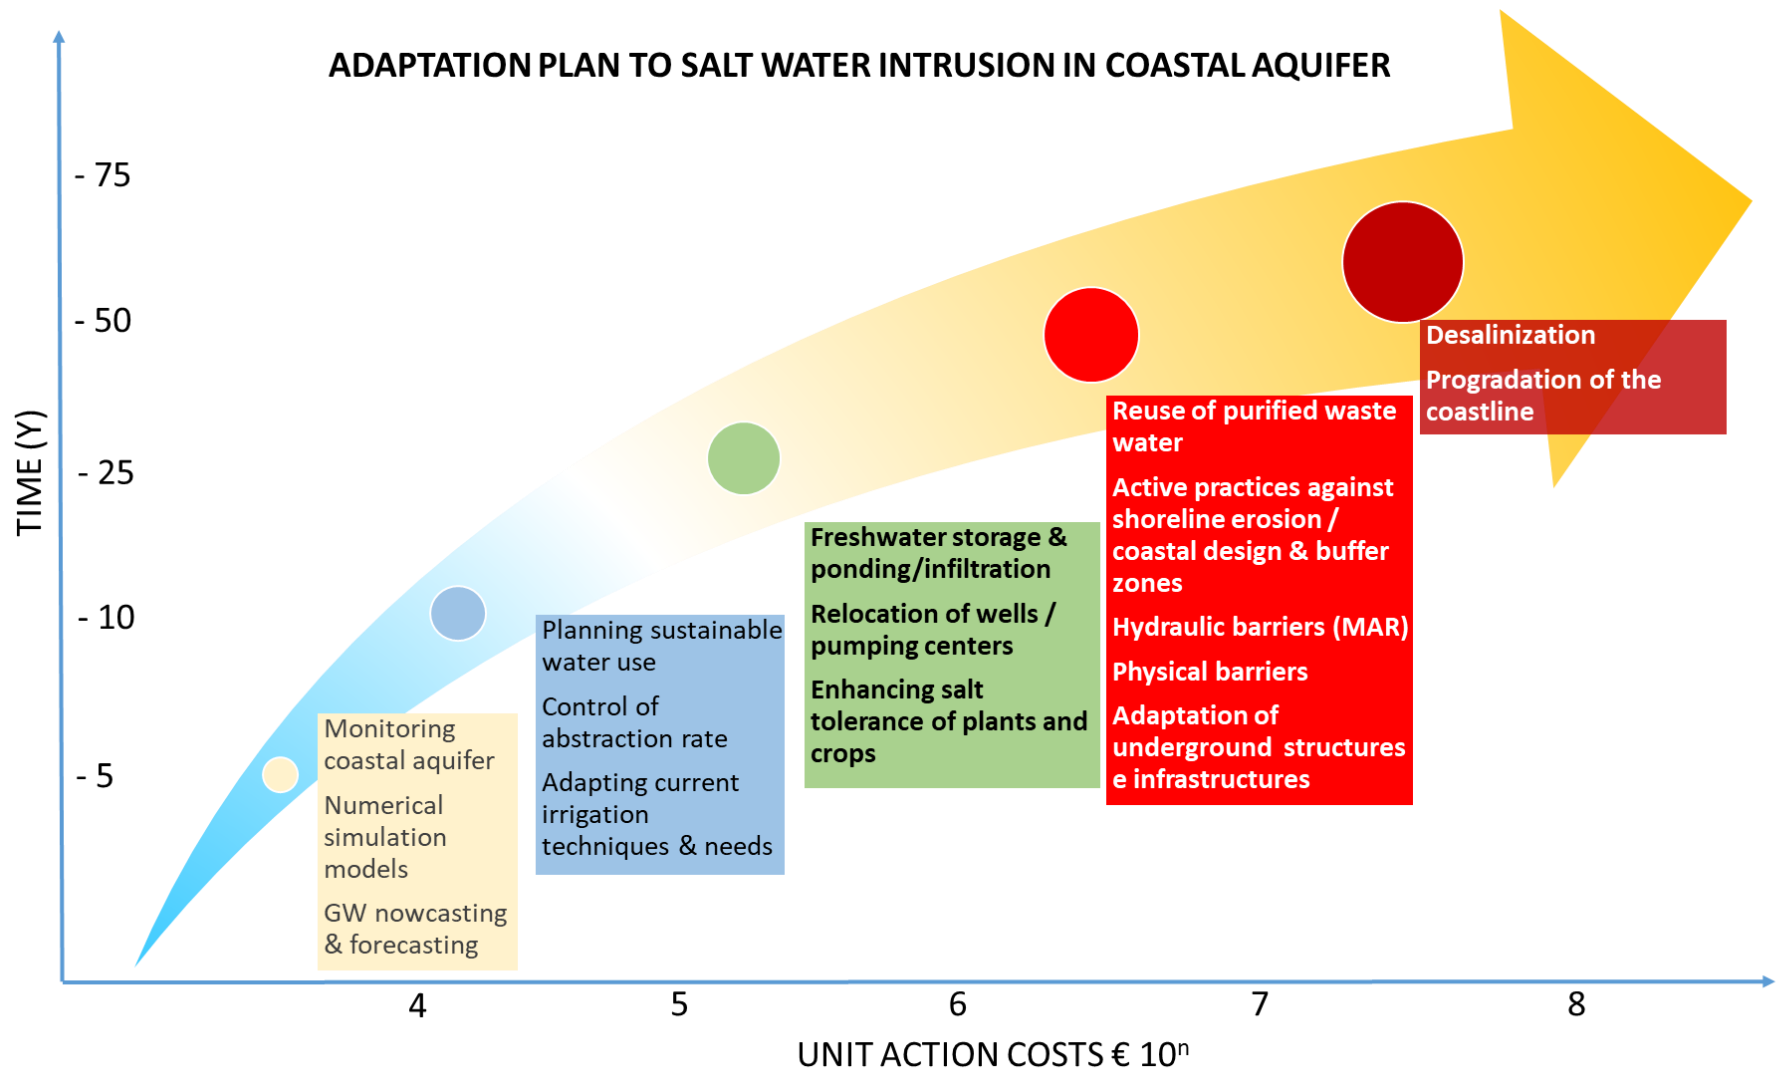 ADAPTATION PLAN TO SALT WATER INTRUSION IN COASTAL AQUIFER
TIME (Y)
- 75
- 50
- 25
- 10
- 5
Monitoring
coastal aquifer
Numerical
simulation
models
GW nowcasting
& forecasting
Planning sustainable
water use
Control of
abstraction rate
Adapting current
irrigation
techniques & needs
Freshwater storage &
ponding/infiltration
Relocation of wells /
pumping centers
Enhancing salt
tolerance of plants and
crops
Reuse of purified waste
water
Active practices against
shoreline erosion /
coastal design & buffer
zones
Hydraulic barriers (MAR)
Physical barriers
Adaptation of
underground structures
e infrastructures
Desalinization
Progradation of the
coastline
4
5
6
7
8
UNIT ACTION COSTS € 10ⁿ